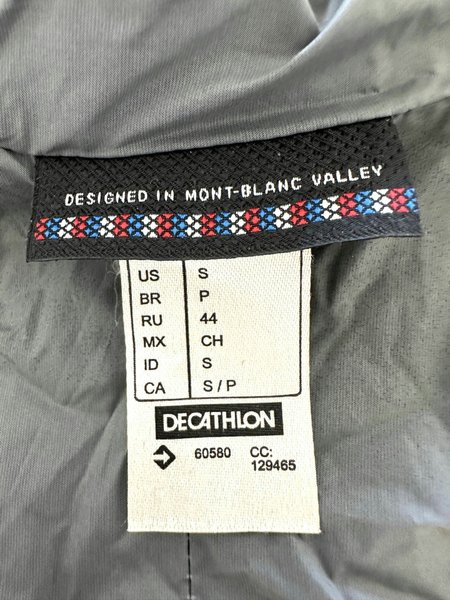 DESIGNED IN MONT-BLANC VALLEY
US S
BR P
RU 44
MX CH
ID S
CA S / P
DECATHLON
60580 CC:
129465